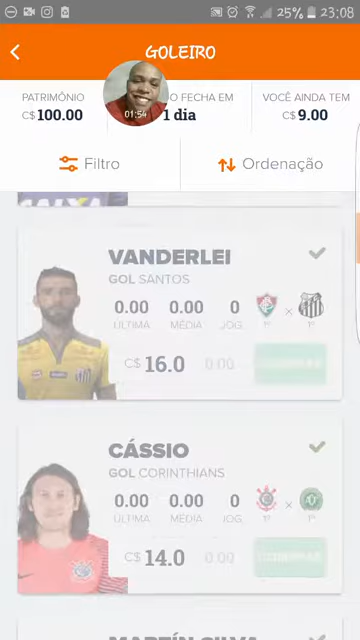 25% 23:08
GOLEIRO
PATRIMÔNIO
O FECHA EM
VOCÊ AINDA TEM
C$ 100.00
01:54
1 dia
C$ 9.00
Filtro
Ordenação
VANDERLEI
GOL SANTOS
0.00 0.00 0
ÚLTIMA MÉDIA JOG.
1º × 1º
C$ 16.0 0.00
CÁSSIO
GOL CORINTHIANS
0.00 0.00 0
ÚLTIMA MÉDIA JOG.
1º × 1º
C$ 14.0 0.00
MARTÍN SILVA